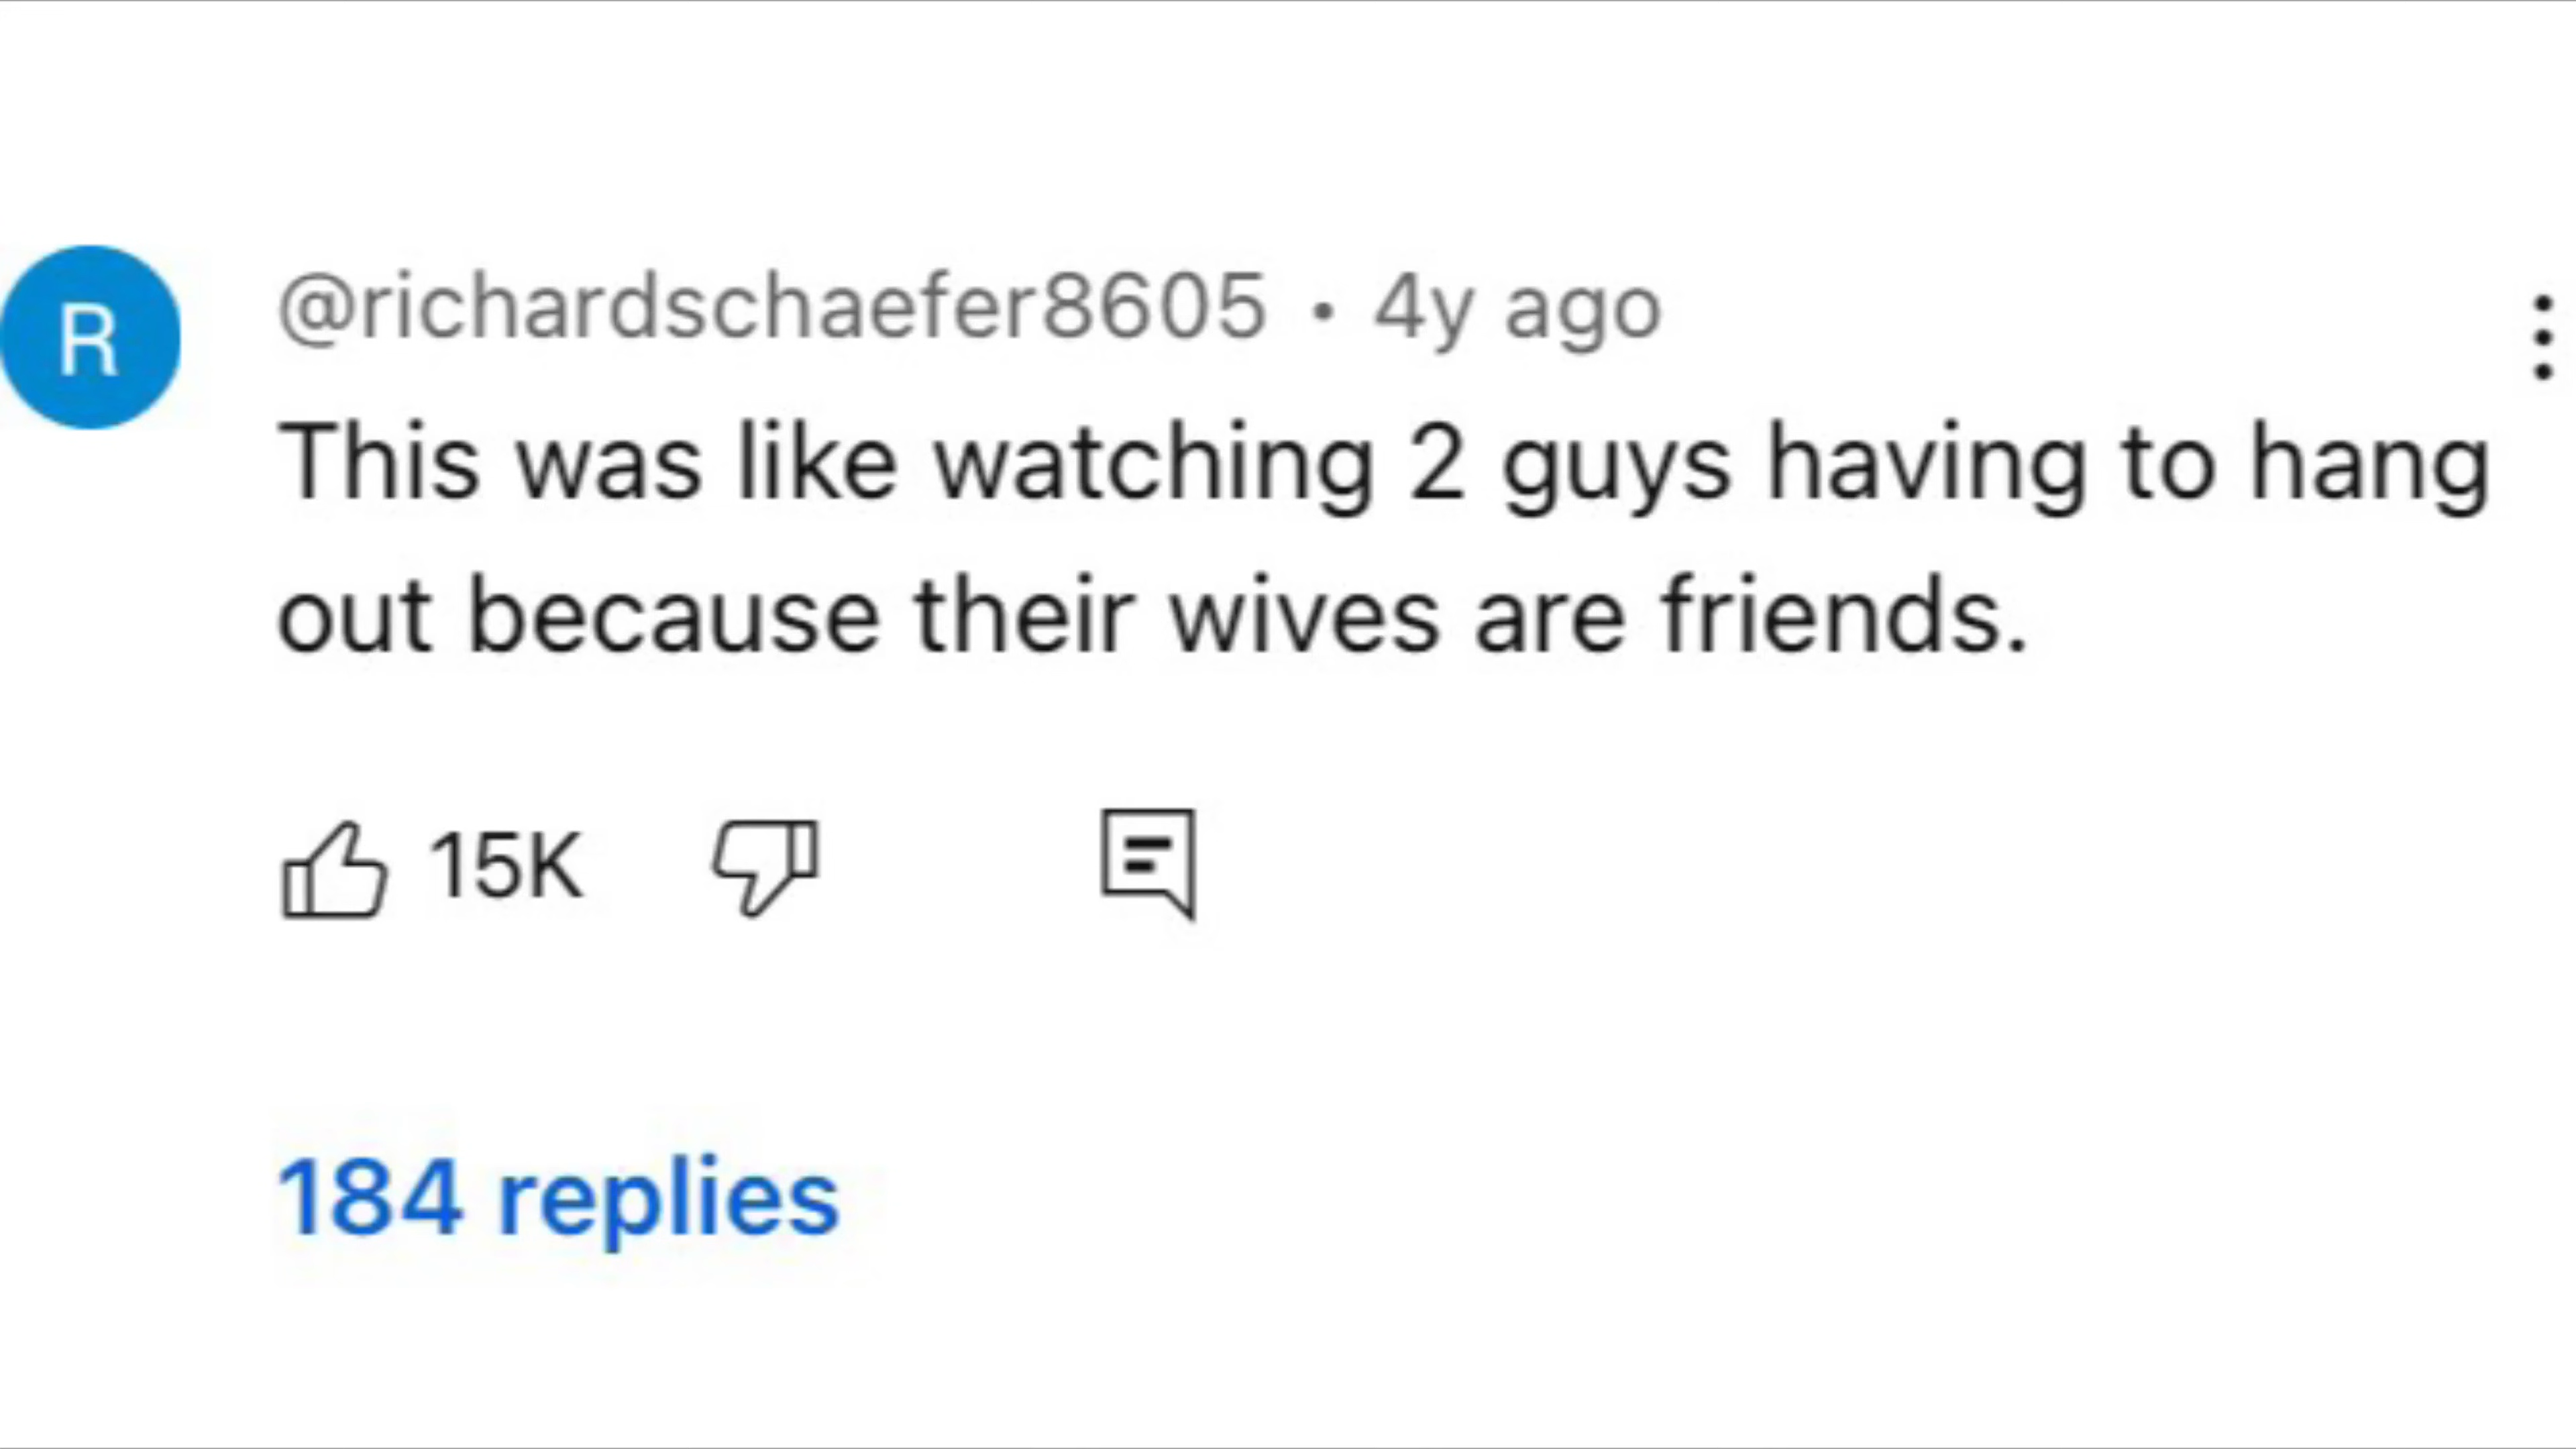 R
@richardschaefer8605 • 4y ago
This was like watching 2 guys having to hang
out because their wives are friends.
15K
184 replies